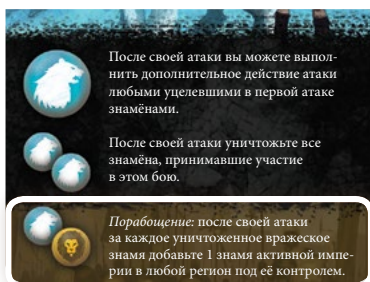 После своей атаки вы можете выпол-
нить дополнительное действие атаки
любыми уцелевшими в первой атаке
знамёнами.
После своей атаки уничтожьте все
знамёна, принимавшие участие
в этом бою.
Порабощение: после своей атаки
за каждое уничтоженное вражеское
знамя добавьте 1 знамя активной импе-
рии в любой регион под её контролем.